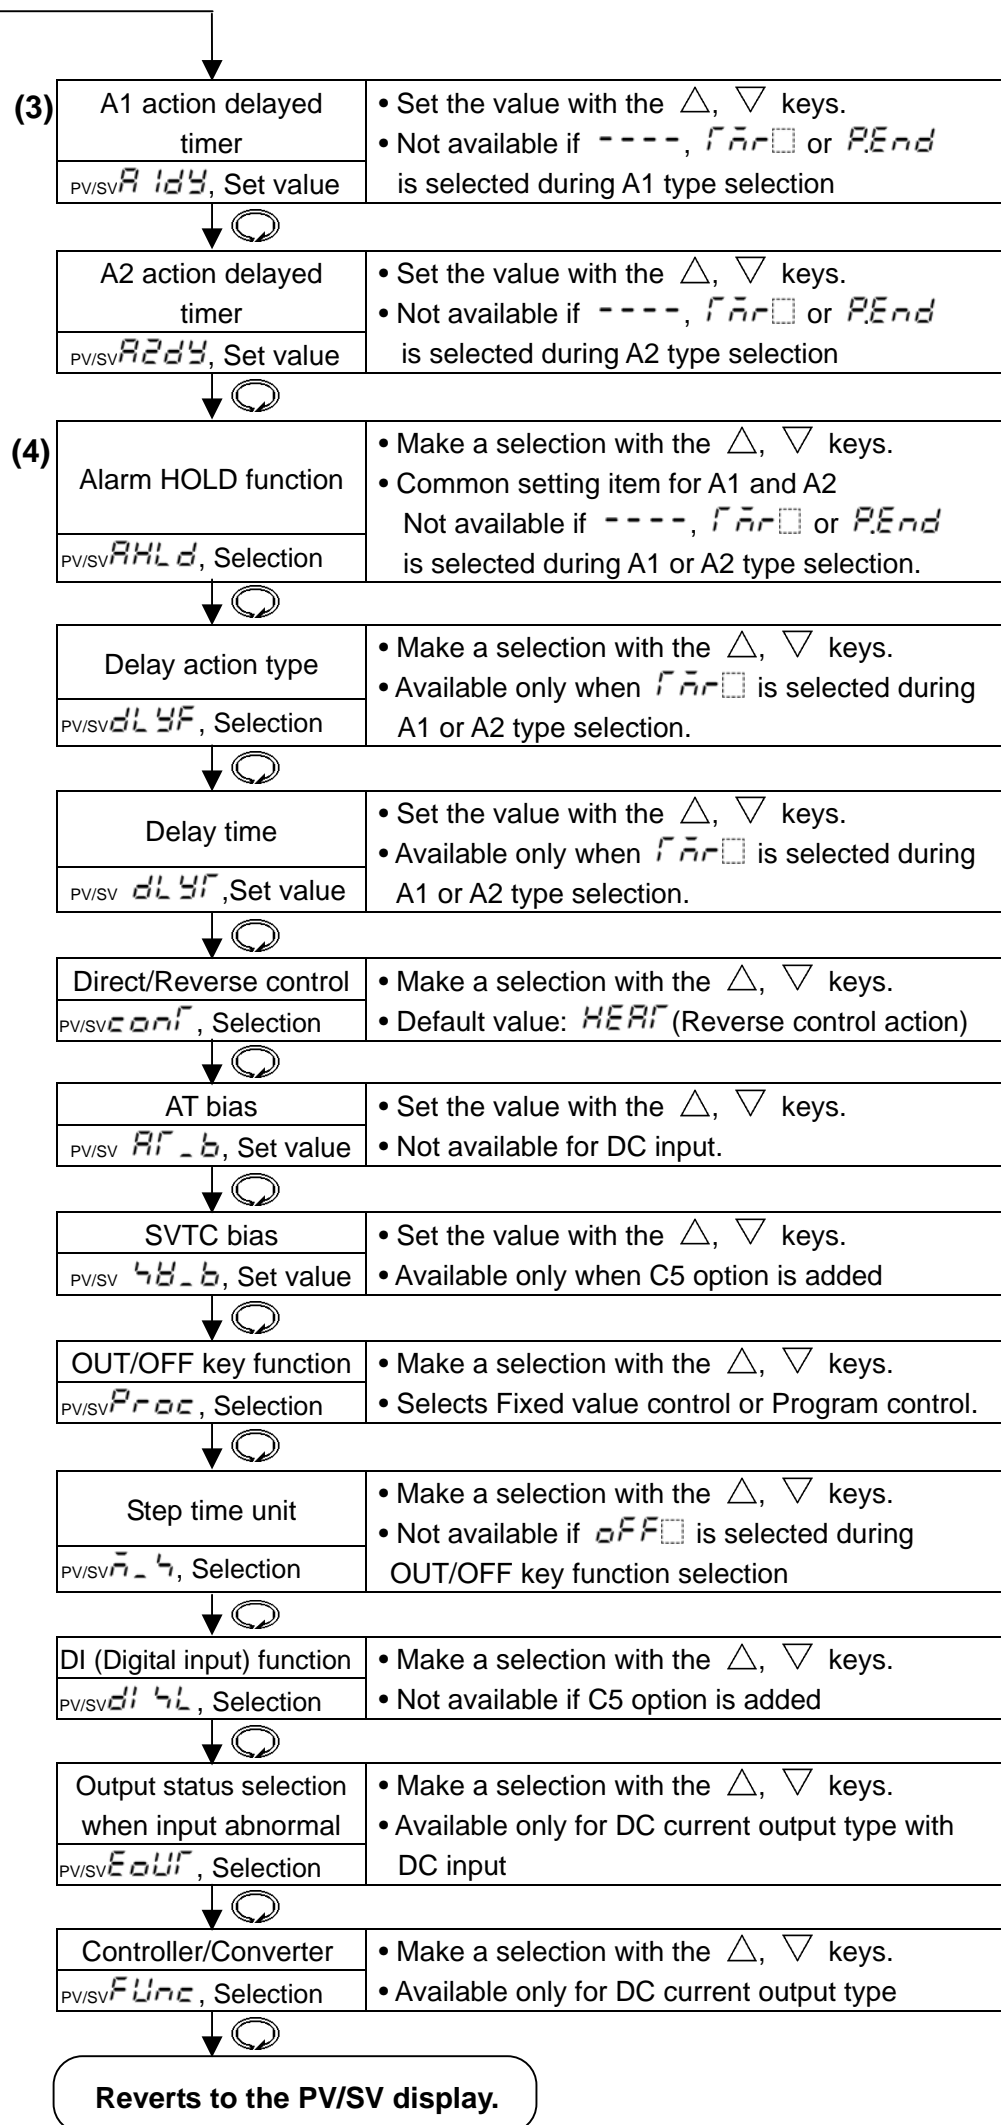 (3)
A1 action delayed
timer
PV/SV A1dY, Set value
• Set the value with the △, ▽ keys.
• Not available if ----, Tmr□ or P.End
is selected during A1 type selection
A2 action delayed
timer
PV/SV A2dY, Set value
• Set the value with the △, ▽ keys.
• Not available if ----, Tmr□ or P.End
is selected during A2 type selection
(4)
Alarm HOLD function
PV/SV AHLd, Selection
• Make a selection with the △, ▽ keys.
• Common setting item for A1 and A2
Not available if ----, Tmr□ or P.End
is selected during A1 or A2 type selection.
Delay action type
PV/SV dLYF, Selection
• Make a selection with the △, ▽ keys.
• Available only when Tmr□ is selected during
A1 or A2 type selection.
Delay time
PV/SV dLYT,Set value
• Set the value with the △, ▽ keys.
• Available only when Tmr□ is selected during
A1 or A2 type selection.
Direct/Reverse control
PV/SV conT, Selection
• Make a selection with the △, ▽ keys.
• Default value: HEAT (Reverse control action)
AT bias
PV/SV AT_b, Set value
• Set the value with the △, ▽ keys.
• Not available for DC input.
SVTC bias
PV/SV SV_b, Set value
• Set the value with the △, ▽ keys.
• Available only when C5 option is added
OUT/OFF key function
PV/SV Proc, Selection
• Make a selection with the △, ▽ keys.
• Selects Fixed value control or Program control.
Step time unit
PV/SV m_S, Selection
• Make a selection with the △, ▽ keys.
• Not available if oFF□ is selected during
OUT/OFF key function selection
DI (Digital input) function
PV/SV dISL, Selection
• Make a selection with the △, ▽ keys.
• Not available if C5 option is added
Output status selection
when input abnormal
PV/SV EoUT, Selection
• Make a selection with the △, ▽ keys.
• Available only for DC current output type with
DC input
Controller/Converter
PV/SV FUnc, Selection
• Make a selection with the △, ▽ keys.
• Available only for DC current output type
Reverts to the PV/SV display.